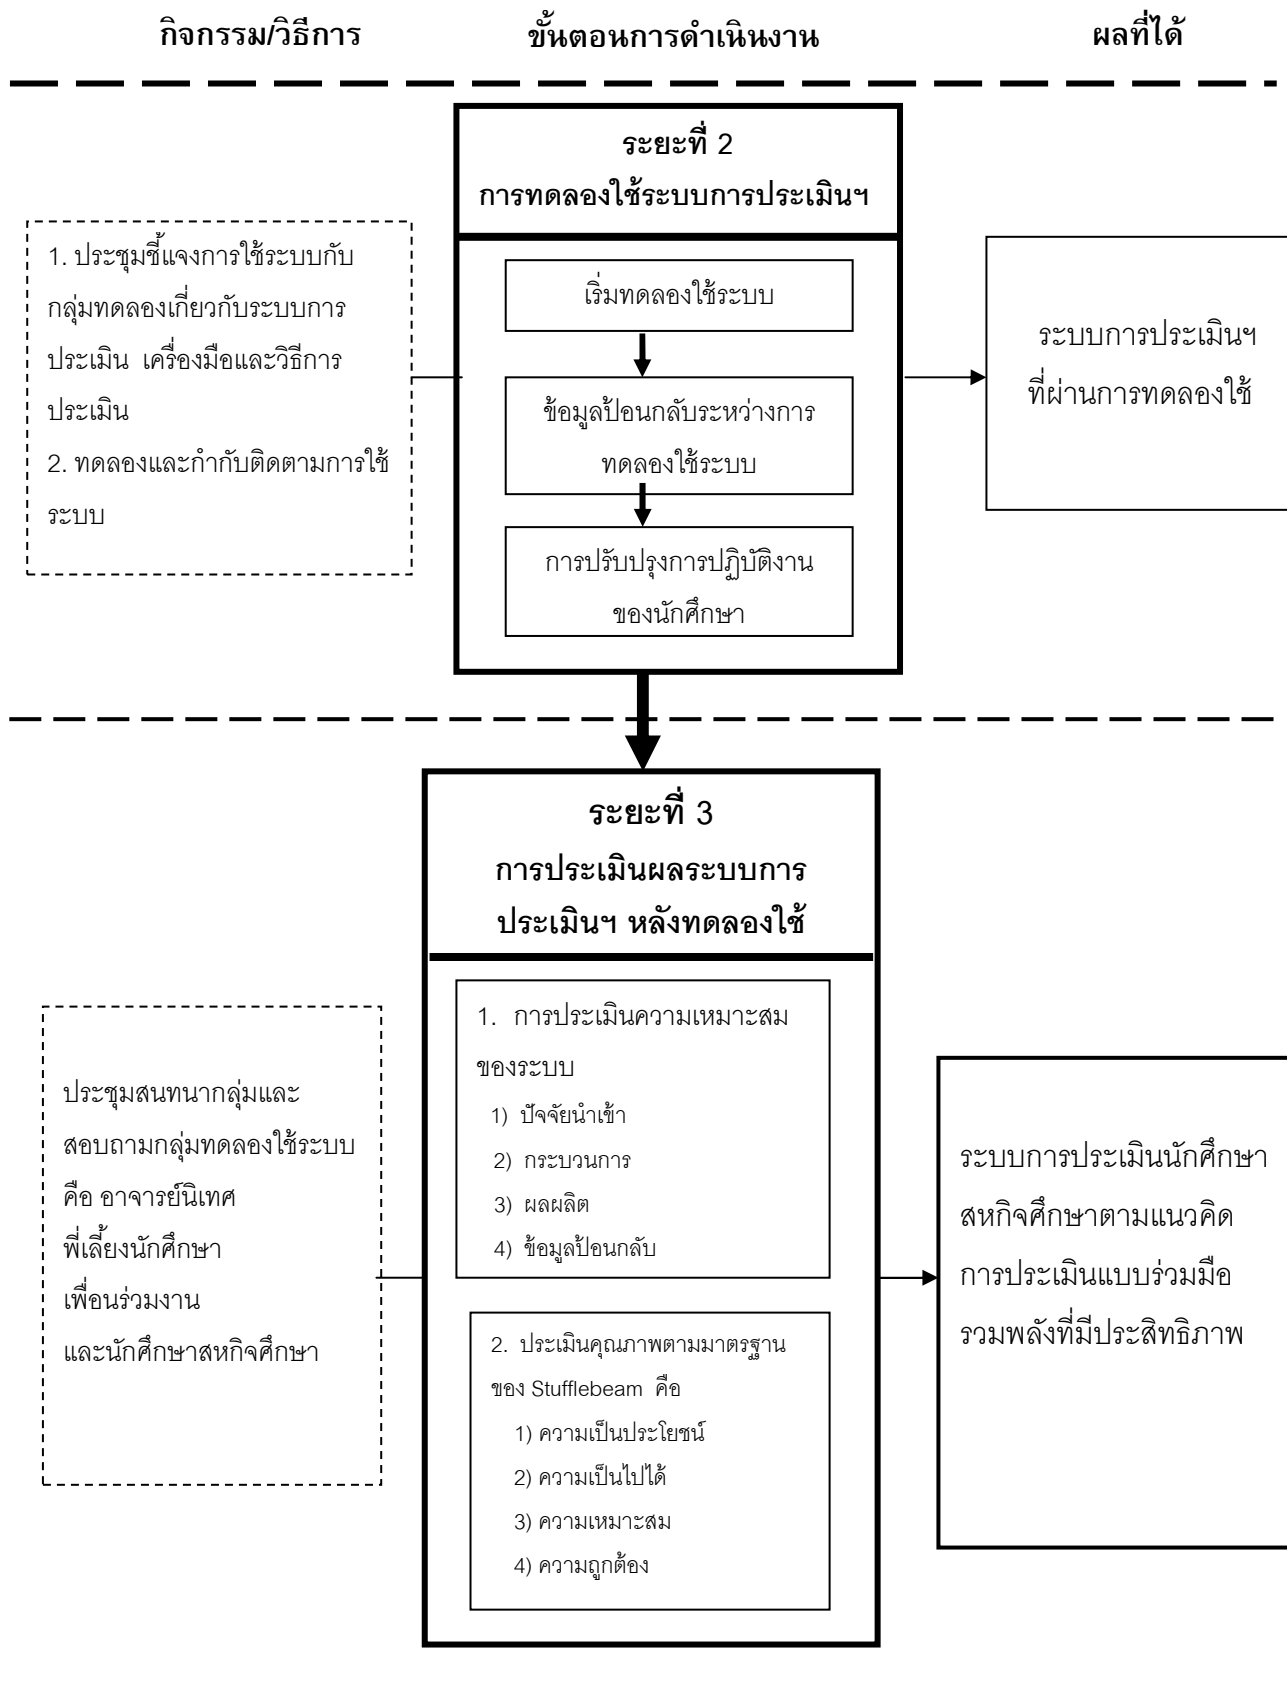 กิจกรรม/วิธีการ
ขั้นตอนการดำเนินงาน
ผลที่ได้
ระยะที่ 2
การทดลองใช้ระบบการประเมินฯ
1. ประชุมชี้แจงการใช้ระบบกับ
กลุ่มทดลองเกี่ยวกับระบบการ
ประเมิน เครื่องมือและวิธีการ
ประเมิน
2. ทดลองและกำกับติดตามการใช้
ระบบ
เริ่มทดลองใช้ระบบ
ข้อมูลป้อนกลับระหว่างการ
ทดลองใช้ระบบ
การปรับปรุงการปฏิบัติงาน
ของนักศึกษา
ระบบการประเมินฯ
ที่ผ่านการทดลองใช้
ระยะที่ 3
การประเมินผลระบบการ
ประเมินฯ หลังทดลองใช้
ประชุมสนทนากลุ่มและ
สอบถามกลุ่มทดลองใช้ระบบ
คือ อาจารย์นิเทศ
พี่เลี้ยงนักศึกษา
เพื่อนร่วมงาน
และนักศึกษาสหกิจศึกษา
1. การประเมินความเหมาะสม
ของระบบ
1) ปัจจัยนำเข้า
2) กระบวนการ
3) ผลผลิต
4) ข้อมูลป้อนกลับ
2. ประเมินคุณภาพตามมาตรฐาน
ของ Stufflebeam คือ
1) ความเป็นประโยชน์
2) ความเป็นไปได้
3) ความเหมาะสม
4) ความถูกต้อง
ระบบการประเมินนักศึกษา
สหกิจศึกษาตามแนวคิด
การประเมินแบบร่วมมือ
รวมพลังที่มีประสิทธิภาพ